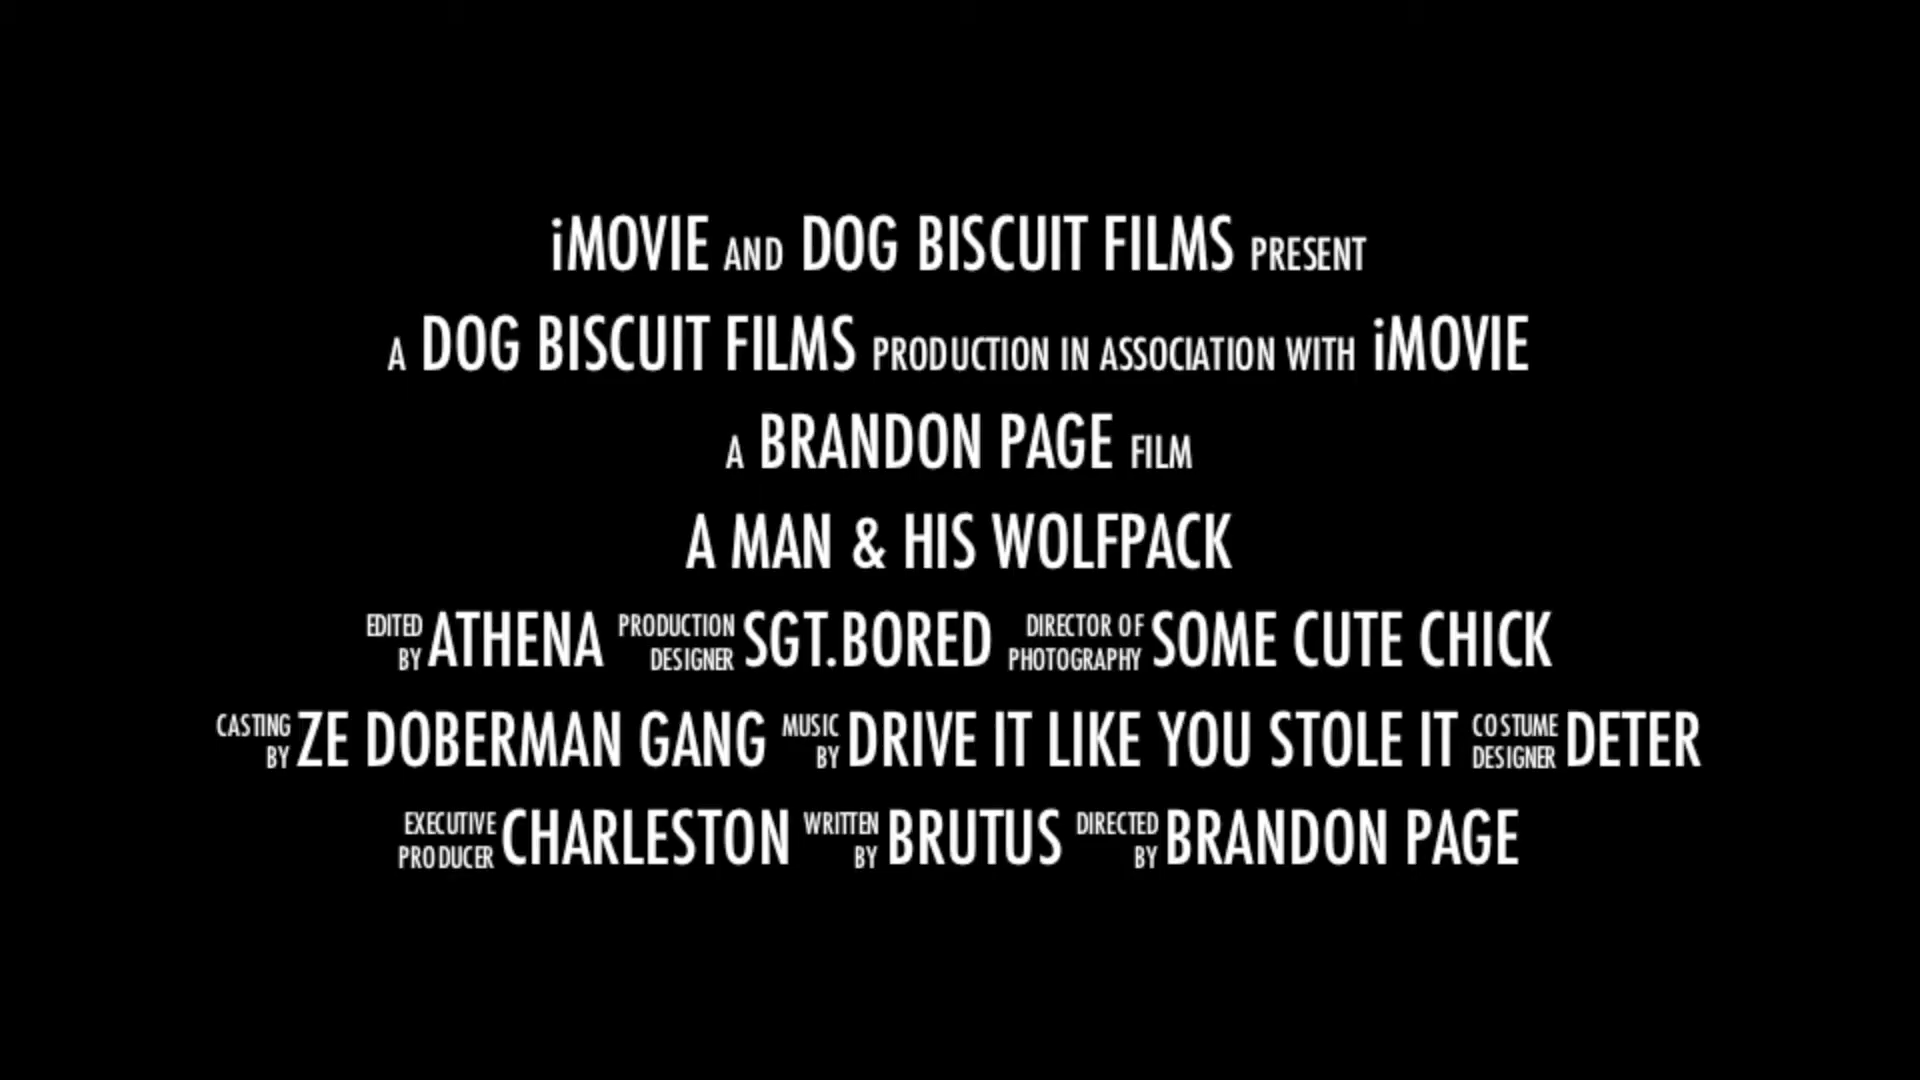 iMOVIE AND DOG BISCUIT FILMS PRESENT
A DOG BISCUIT FILMS PRODUCTION IN ASSOCIATION WITH iMOVIE
A BRANDON PAGE FILM
A MAN & HIS WOLFPACK
EDITED BY ATHENA PRODUCTION DESIGNER SGT.BORED DIRECTOR OF PHOTOGRAPHY SOME CUTE CHICK
CASTING BY ZE DOBERMAN GANG MUSIC BY DRIVE IT LIKE YOU STOLE IT COSTUME DESIGNER DETER
EXECUTIVE PRODUCER CHARLESTON WRITTEN BY BRUTUS DIRECTED BY BRANDON PAGE